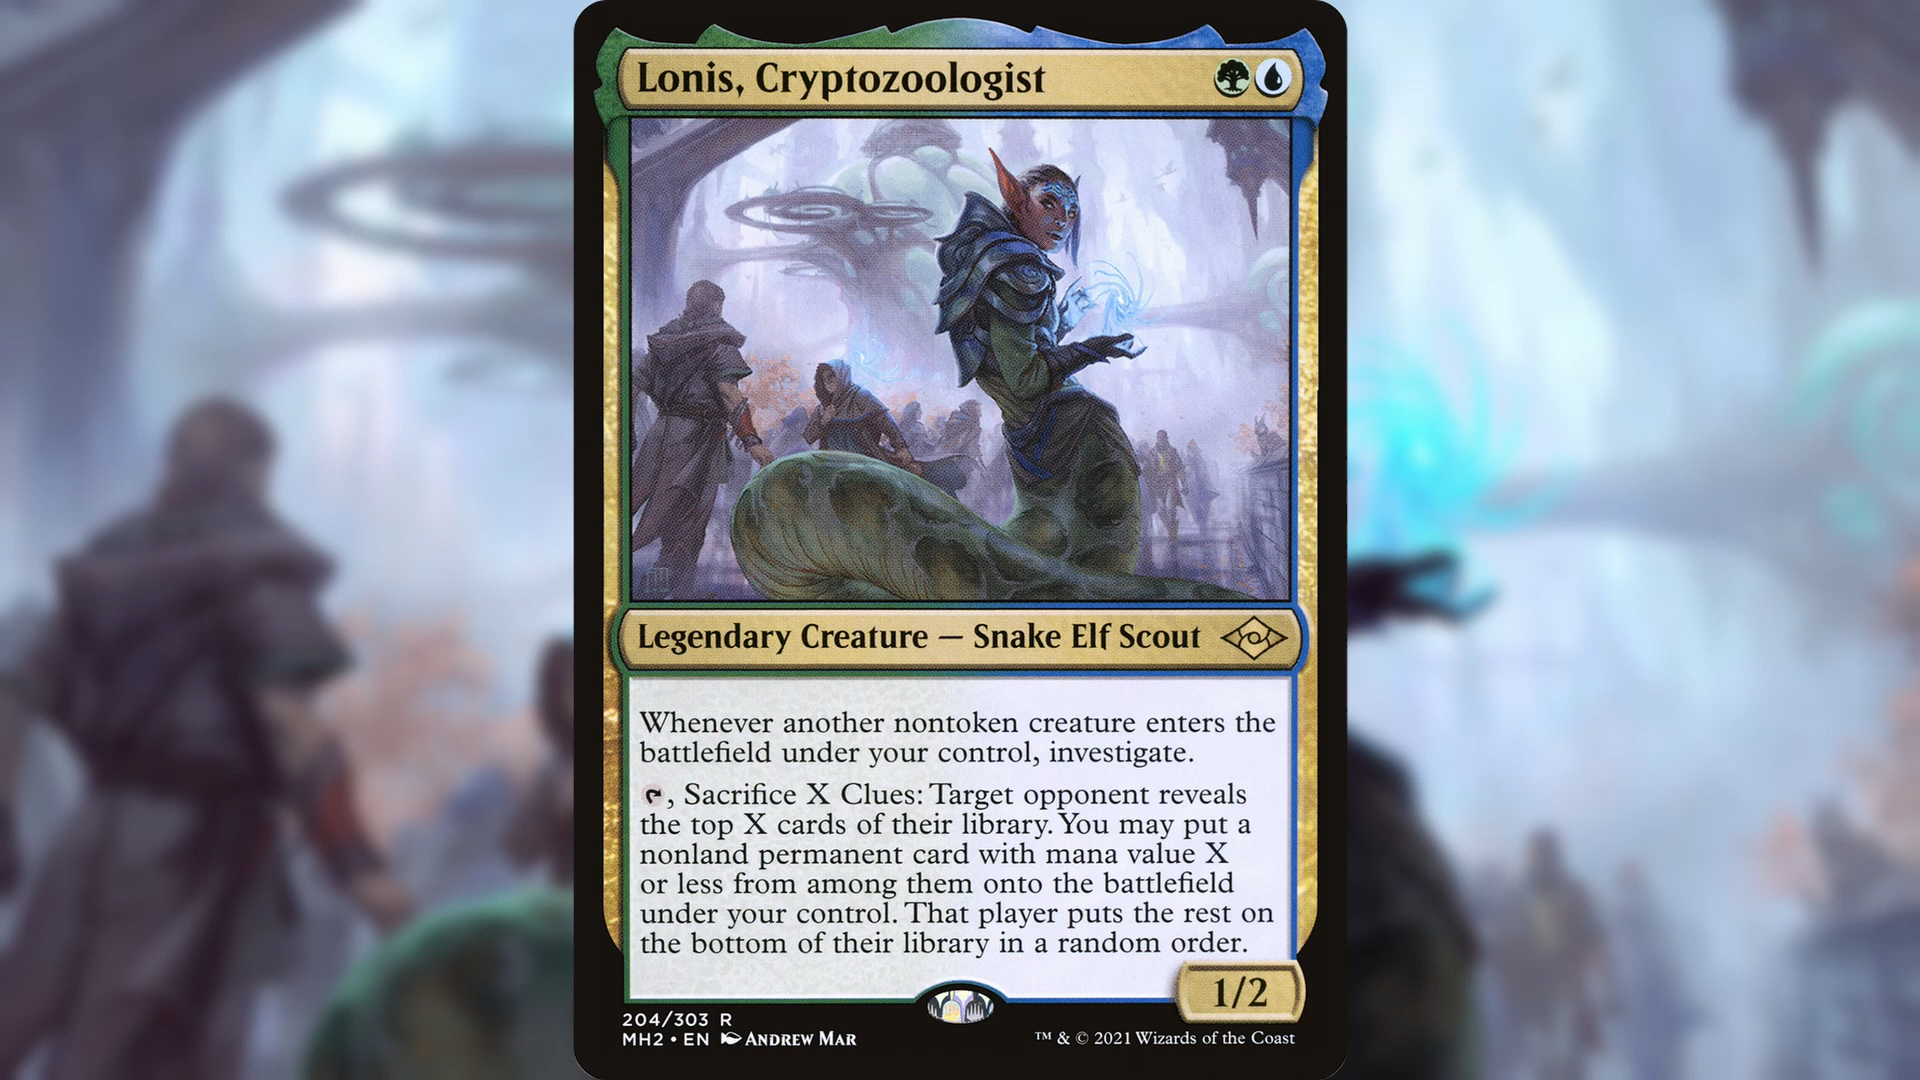 Lonis, Cryptozoologist
Legendary Creature — Snake Elf Scout
Whenever another nontoken creature enters the
battlefield under your control, investigate.
, Sacrifice X Clues: Target opponent reveals
the top X cards of their library. You may put a
nonland permanent card with mana value X
or less from among them onto the battlefield
under your control. That player puts the rest on
the bottom of their library in a random order.
1/2
204/303 R
MH2 • EN ANDREW MAR
™ & © 2021 Wizards of the Coast